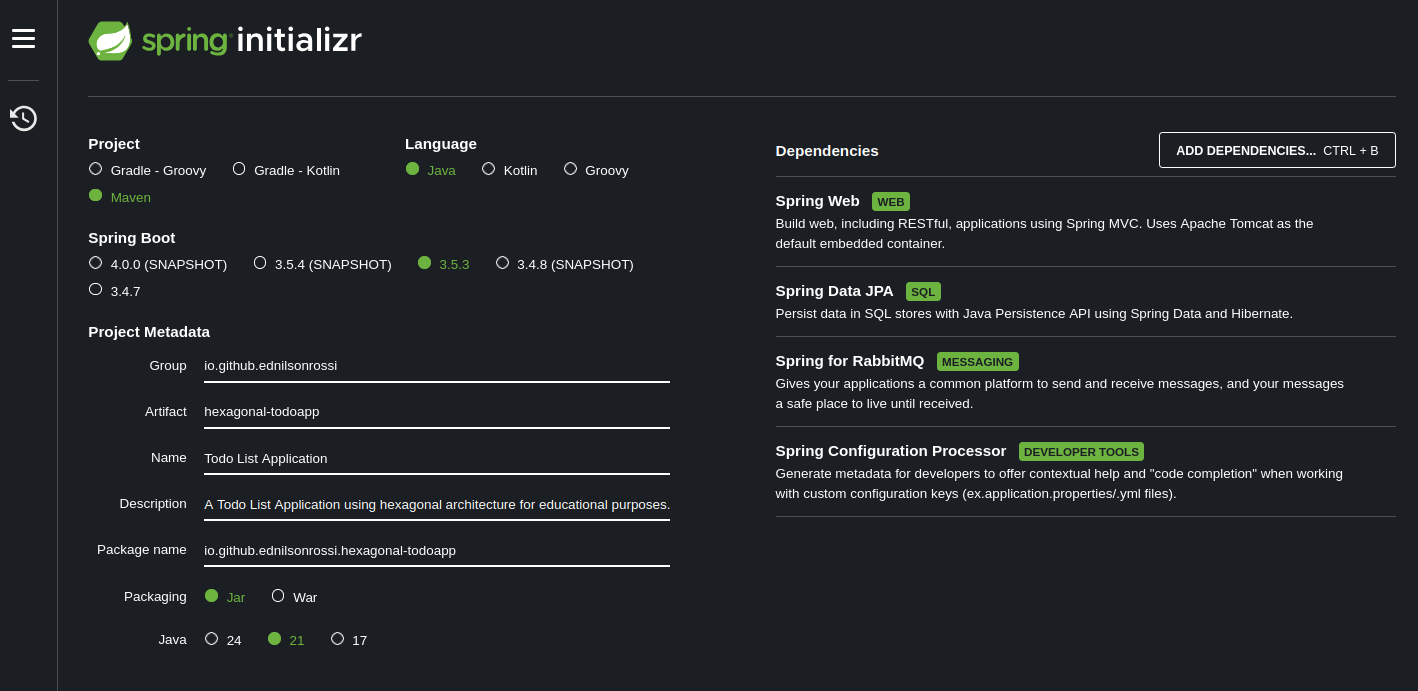 spring initializr
Project
Gradle - Groovy Gradle - Kotlin
Maven
Language
Java Kotlin Groovy
Spring Boot
4.0.0 (SNAPSHOT) 3.5.4 (SNAPSHOT) 3.5.3 3.4.8 (SNAPSHOT)
3.4.7
Project Metadata
Group io.github.ednilsonrossi
Artifact hexagonal-todoapp
Name Todo List Application
Description A Todo List Application using hexagonal architecture for educational purposes.
Package name io.github.ednilsonrossi.hexagonal-todoapp
Packaging Jar War
Java 24 21 17
Dependencies ADD DEPENDENCIES... CTRL + B
Spring Web WEB
Build web, including RESTful, applications using Spring MVC. Uses Apache Tomcat as the
default embedded container.
Spring Data JPA SQL
Persist data in SQL stores with Java Persistence API using Spring Data and Hibernate.
Spring for RabbitMQ MESSAGING
Gives your applications a common platform to send and receive messages, and your messages
a safe place to live until received.
Spring Configuration Processor DEVELOPER TOOLS
Generate metadata for developers to offer contextual help and "code completion" when working
with custom configuration keys (ex.application.properties/.yml files).